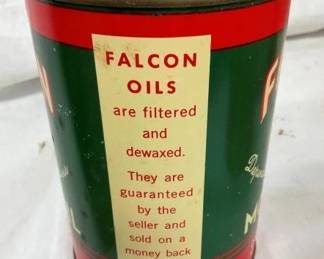 FALCON
OILS
are filtered
and
dewaxed.
They are
guaranteed
by the
seller and
sold on a
money back